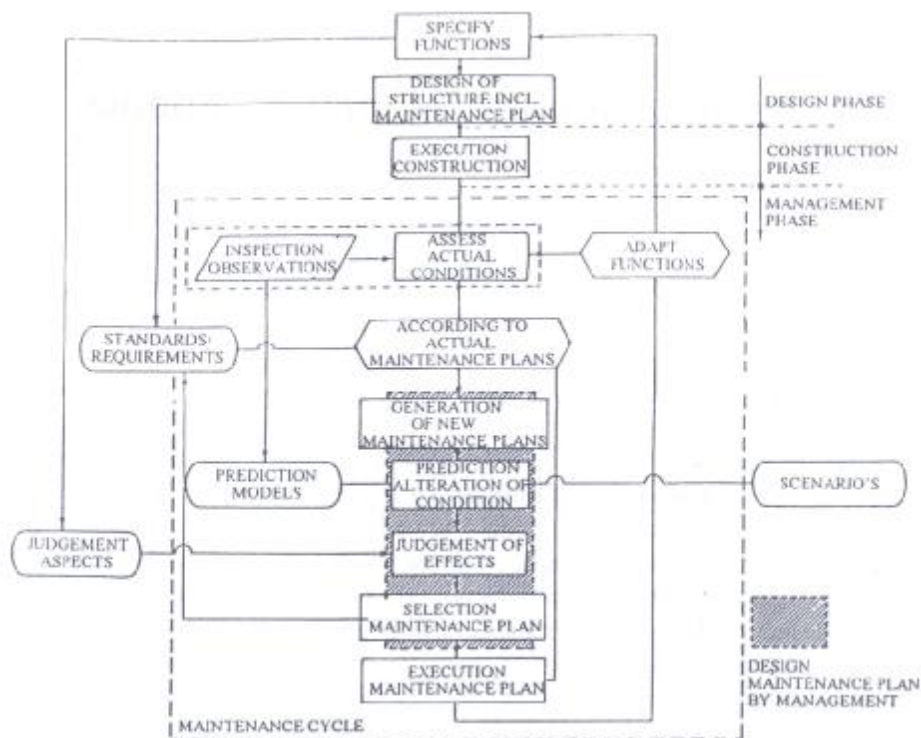 SPECIFY
FUNCTIONS
DESIGN OF
STRUCTURE INCL.
MAINTENANCE PLAN
DESIGN PHASE
EXECUTION
CONSTRUCTION
CONSTRUCTION
PHASE
MANAGEMENT
PHASE
INSPECTION
OBSERVATIONS
ASSESS
ACTUAL
CONDITIONS
ADAPT
FUNCTIONS
STANDARDS/
REQUIREMENTS
ACCORDING TO
ACTUAL
MAINTENANCE PLANS
GENERATION
OF NEW
MAINTENANCE PLANS
PREDICTION
MODELS
PREDICTION
ALTERATION OF
CONDITION
SCENARIO'S
JUDGEMENT
ASPECTS
JUDGEMENT OF
EFFECTS
SELECTION
MAINTENANCE PLAN
EXECUTION
MAINTENANCE PLAN
DESIGN
MAINTENANCE PLAN
BY MANAGEMENT
MAINTENANCE CYCLE